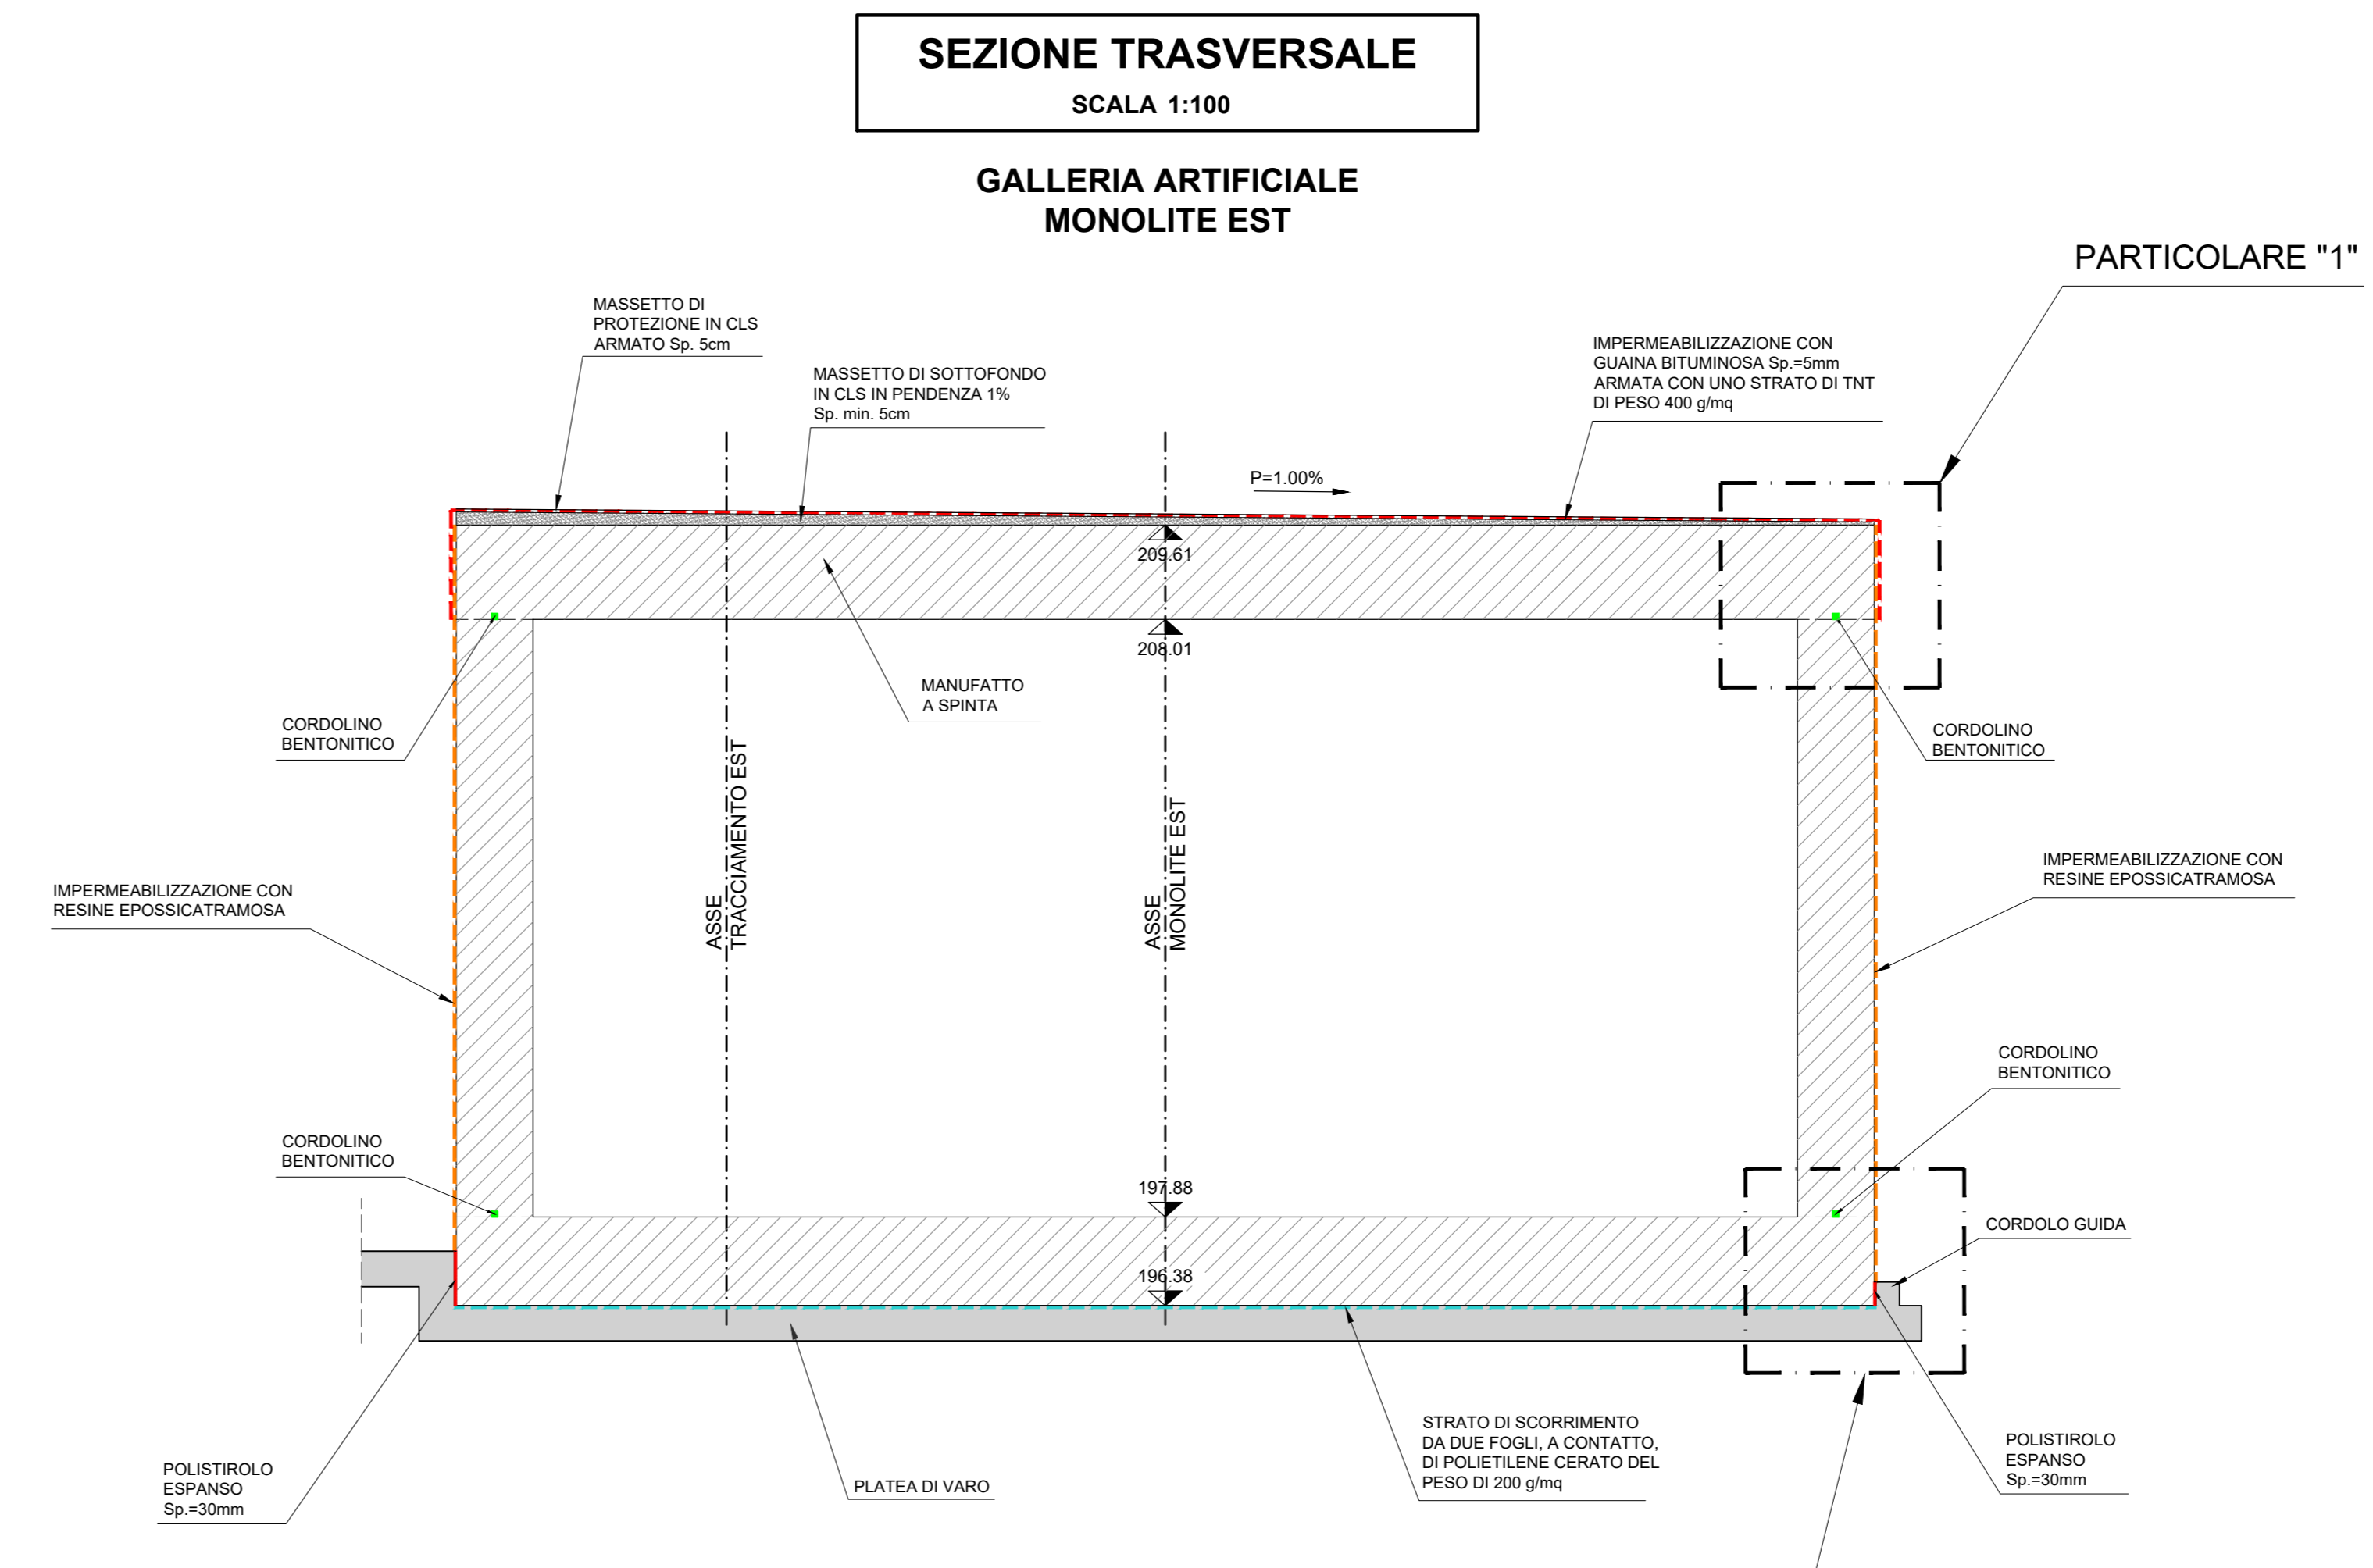 SEZIONE TRASVERSALE
SCALA 1:100
GALLERIA ARTIFICIALE
MONOLITE EST
PARTICOLARE "1"
MASSETTO DI
PROTEZIONE IN CLS
ARMATO Sp. 5cm
MASSETTO DI SOTTOFONDO
IN CLS IN PENDENZA 1%
Sp. min. 5cm
IMPERMEABILIZZAZIONE CON
GUAINA BITUMINOSA Sp.=5mm
ARMATA CON UNO STRATO DI TNT
DI PESO 400 g/mq
P=1.00%
209.61
208.01
MANUFATTO
A SPINTA
CORDOLINO
BENTONITICO
CORDOLINO
BENTONITICO
ASSE
TRACCIAMENTO EST
ASSE
MONOLITE EST
IMPERMEABILIZZAZIONE CON
RESINE EPOSSICATRAMOSA
IMPERMEABILIZZAZIONE CON
RESINE EPOSSICATRAMOSA
CORDOLINO
BENTONITICO
CORDOLINO
BENTONITICO
197.88
CORDOLO GUIDA
196.38
STRATO DI SCORRIMENTO
DA DUE FOGLI, A CONTATTO,
DI POLIETILENE CERATO DEL
PESO DI 200 g/mq
POLISTIROLO
ESPANSO
Sp.=30mm
PLATEA DI VARO
POLISTIROLO
ESPANSO
Sp.=30mm